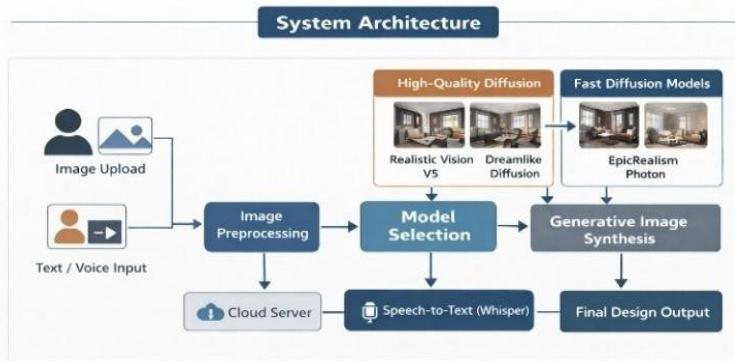 System Architecture
High-Quality Diffusion
Fast Diffusion Models
Realistic Vision
V5
Dreamlike
Diffusion
EpicRealism
Photon
Image Upload
Text / Voice Input
Image
Preprocessing
Model
Selection
Generative Image
Synthesis
Cloud Server
Speech-to-Text (Whisper)
Final Design Output